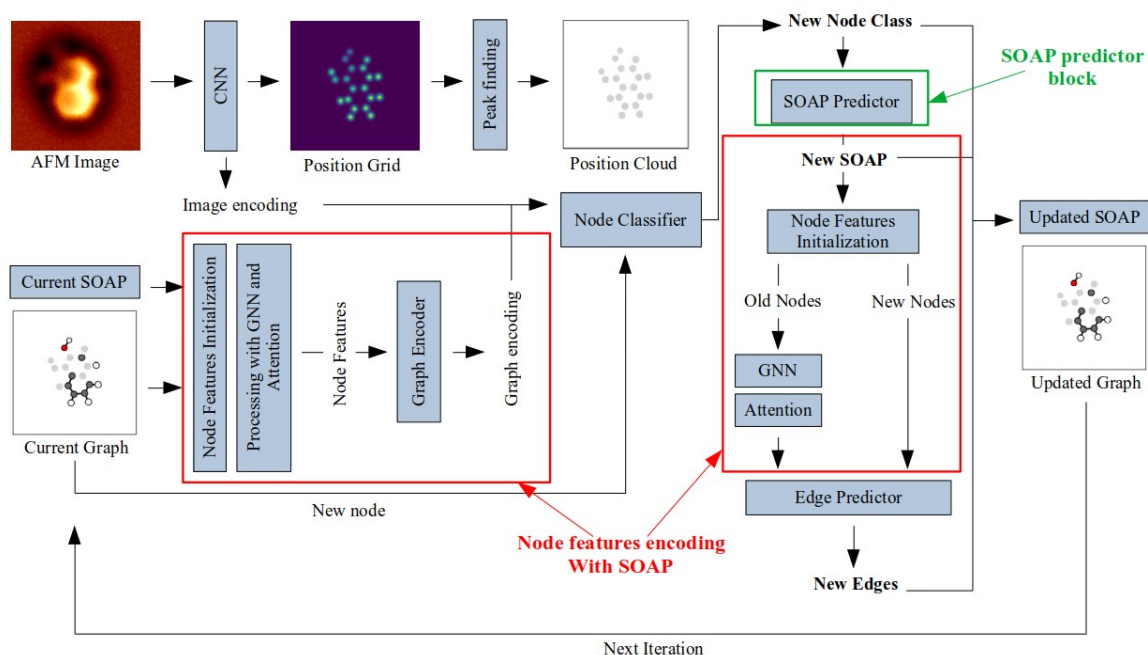 New Node Class
CNN
Peak finding
SOAP predictor
block
SOAP Predictor
AFM Image
Position Grid
Position Cloud
New SOAP
Image encoding
Node Classifier
Node Features
Initialization
Updated SOAP
Current SOAP
Node Features Initialization
Processing with GNN and
Attention
Node Features
Graph Encoder
Graph encoding
Old Nodes
New Nodes
GNN
Attention
Updated Graph
Current Graph
New node
Edge Predictor
Node features encoding
With SOAP
New Edges
Next Iteration